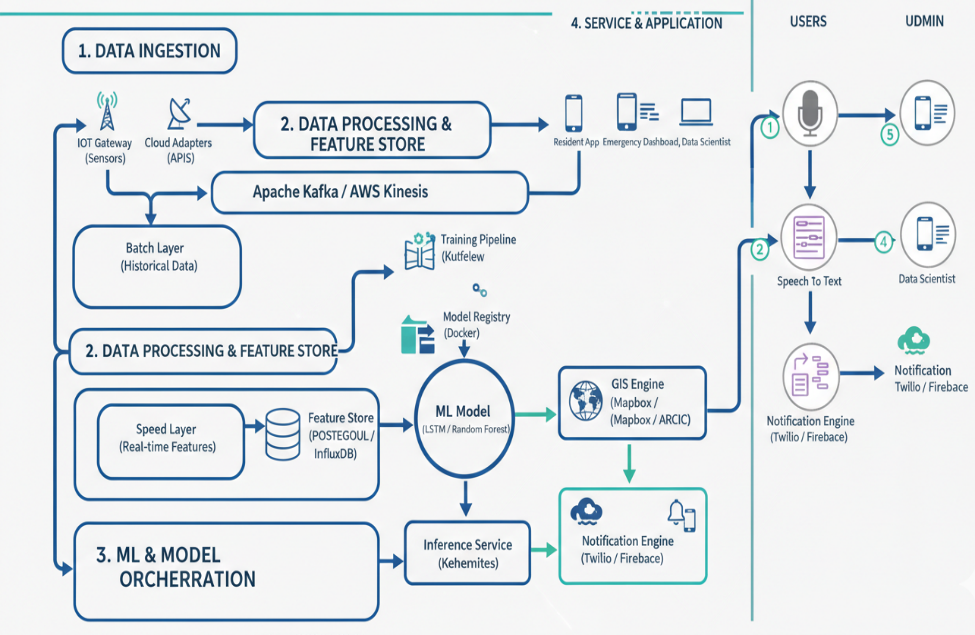 4. SERVICE & APPLICATION
USERS
UDMIN
1. DATA INGESTION
IOT Gateway
(Sensors)
Cloud Adapters
(APIS)
2. DATA PROCESSING &
FEATURE STORE
Resident App
Emergency Dashboad, Data Scientist
1
5
Apache Kafka / AWS Kinesis
Batch Layer
(Historical Data)
Training Pipeline
(Kutfelew
2
4
Speech To Text
Data Scientist
Model Registry
(Docker)
2. DATA PROCESSING & FEATURE STORE
ML Model
(LSTM / Random Forest)
GIS Engine
(Mapbox /
(Mapbox / ARCIC)
Notification
Twilio / Firebace
Speed Layer
(Real-time Features)
Feature Store
(POSTEGOUL /
InfluxDB)
Notification Engine
(Twilio / Firebace)
3. ML & MODEL
ORCHERRATION
Inference Service
(Kehemites)
Notification Engine
(Twilio / Firebace)